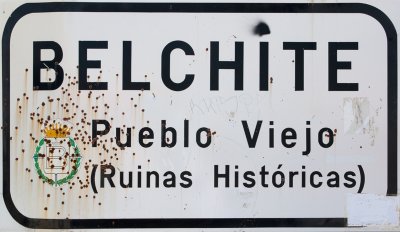 BELCHITE
Pueblo Viejo
(Ruinas Históricas)